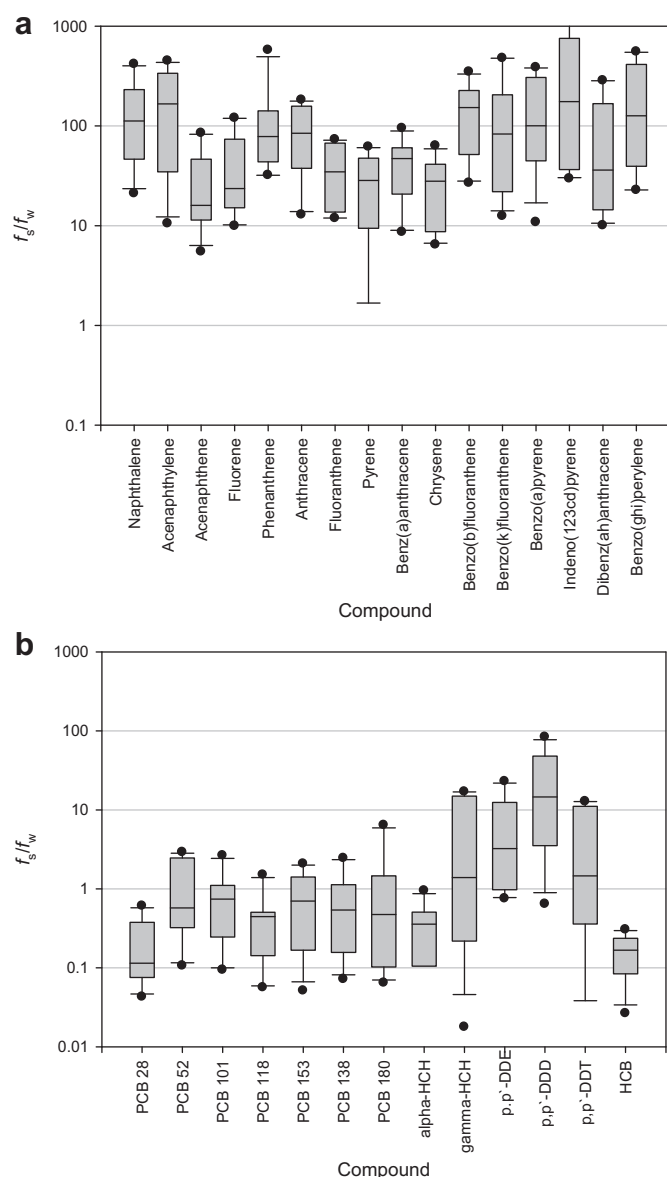 a
1000
100
10
1
0.1
fs/fw
Naphthalene
Acenaphthylene
Acenaphthene
Fluorene
Phenanthrene
Anthracene
Fluoranthene
Pyrene
Benz(a)anthracene
Chrysene
Benzo(b)fluoranthene
Benzo(k)fluoranthene
Benzo(a)pyrene
Indeno(123cd)pyrene
Dibenz(ah)anthracene
Benzo(ghi)perylene
Compound
b
1000
100
10
1
0.1
0.01
fs/fw
PCB 28
PCB 52
PCB 101
PCB 118
PCB 153
PCB 138
PCB 180
alpha-HCH
gamma-HCH
p.p`-DDE
p,p`-DDD
p,p`-DDT
HCB
Compound